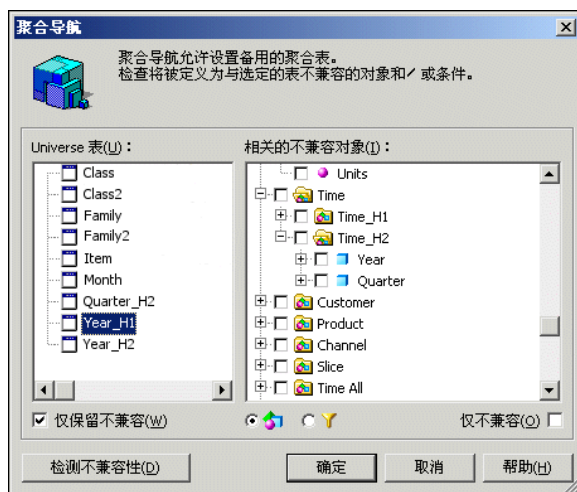 聚合导航
聚合导航允许设置备用的聚合表。
检查将被定义为与选定的表不兼容的对象和／或条件。
Universe 表(U)：
相关的不兼容对象(I)：
Class
Class2
Family
Family2
Item
Month
Quarter_H2
Year_H1
Year_H2
Units
Time
Time_H1
Time_H2
Year
Quarter
Customer
Product
Channel
Slice
Time All
仅保留不兼容(W)
仅不兼容(O)
检测不兼容性(D)
确定
取消
帮助(H)